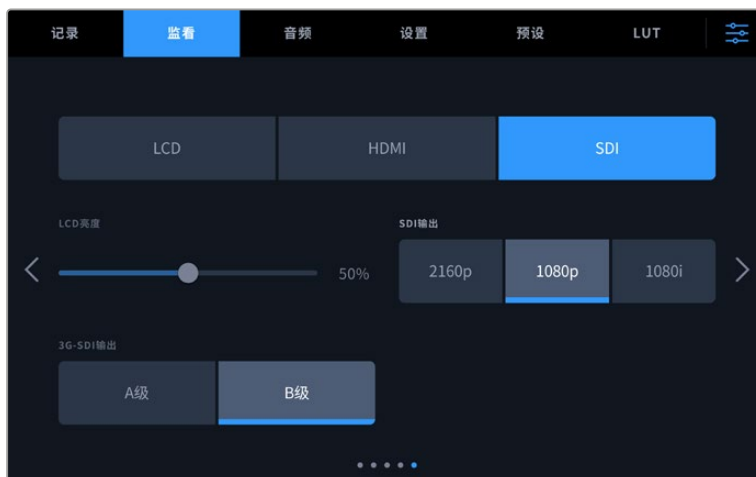 记录 监看 音频 设置 预设 LUT
LCD HDMI SDI
LCD亮度 SDI输出
50% 2160p 1080p 1080i
3G-SDI输出
A级 B级